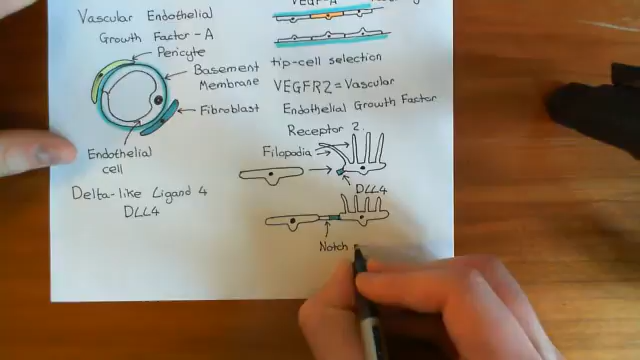 Vascular Endothelial
Growth Factor-A
Pericyte
Basement
Membrane
Fibroblast
Endothelial
cell
Delta-like Ligand 4
DLL4
VEGF-A
tip-cell selection
VEGFR2 = Vascular
Endothelial Growth Factor
Receptor 2.
Filopodia
DLL4
Notch